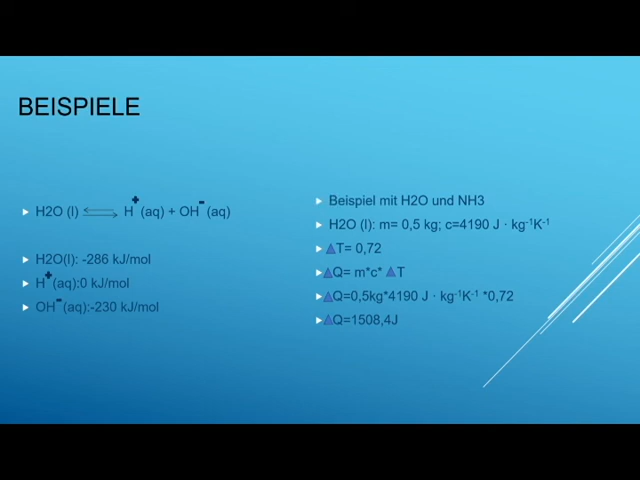 BEISPIELE
H2O (l) ⇌ H+ (aq) + OH- (aq)
H2O(l): -286 kJ/mol
H+(aq):0 kJ/mol
OH-(aq):-230 kJ/mol
Beispiel mit H2O und NH3
H2O (l): m= 0,5 kg; c=4190 J · kg-1K-1
ΔT= 0,72
ΔQ= m*c* ΔT
ΔQ=0,5kg*4190 J · kg-1K-1 *0,72
ΔQ=1508,4J